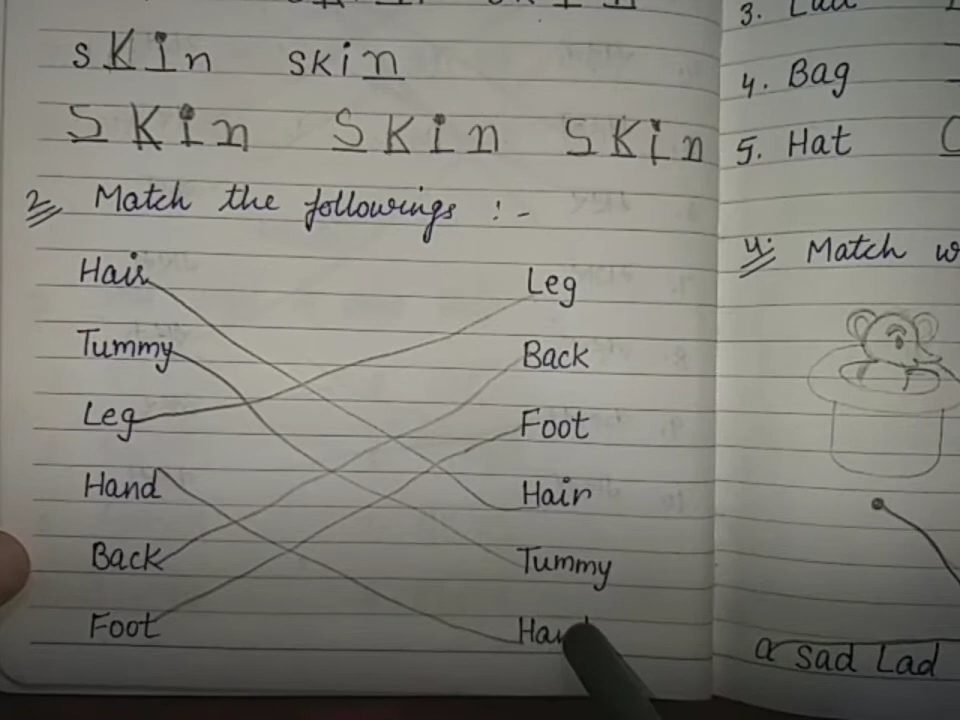 sKIn skin
SKin SKin SKin
2. Match the followings :-
Hair Leg
Tummy Back
Leg Foot
Hand Hair
Back Tummy
Foot
3.
4. Bag
5. Hat
4. Match
a sad Lad